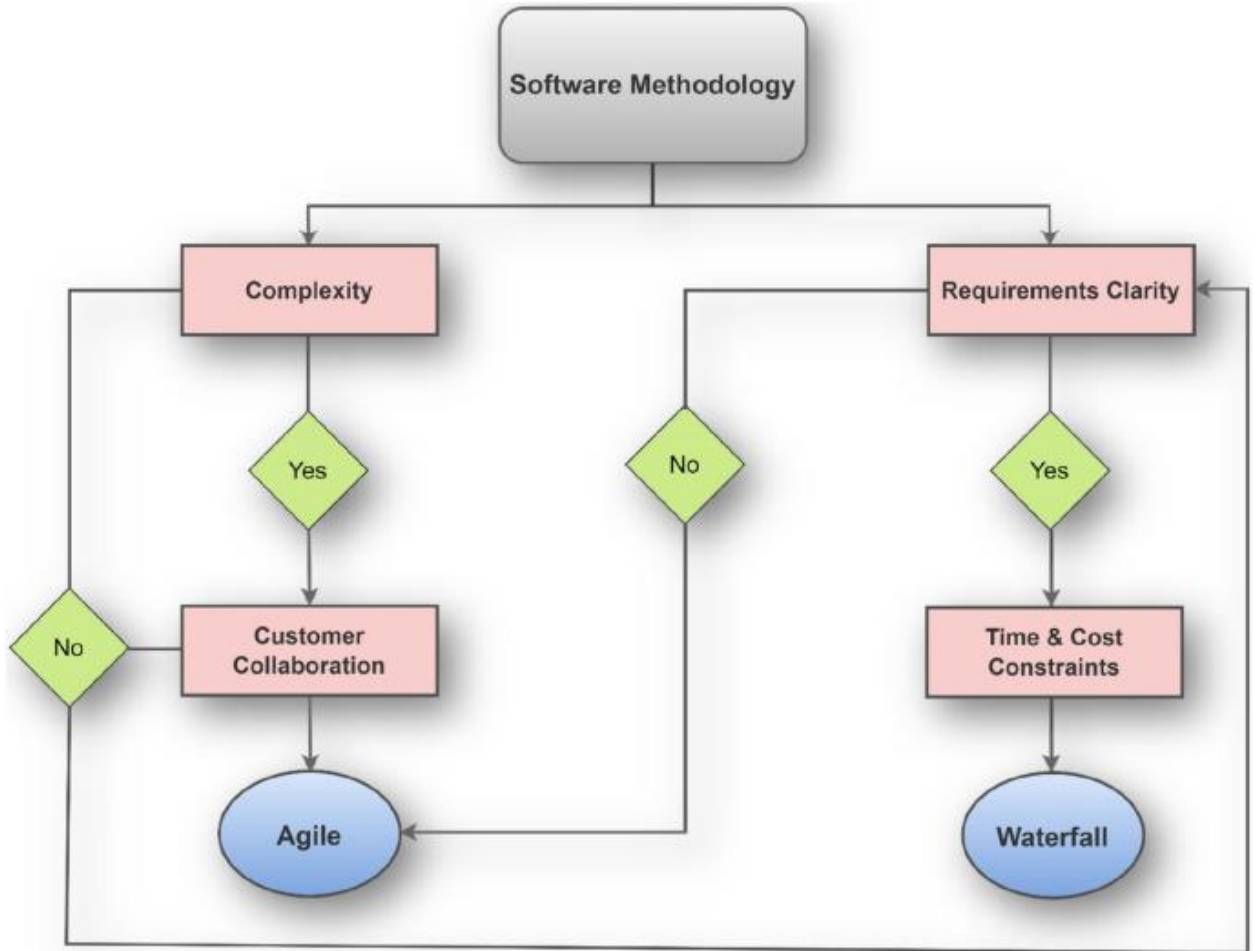 Software Methodology
Complexity
Requirements Clarity
Yes
No
Yes
No
Customer
Collaboration
Time & Cost
Constraints
Agile
Waterfall